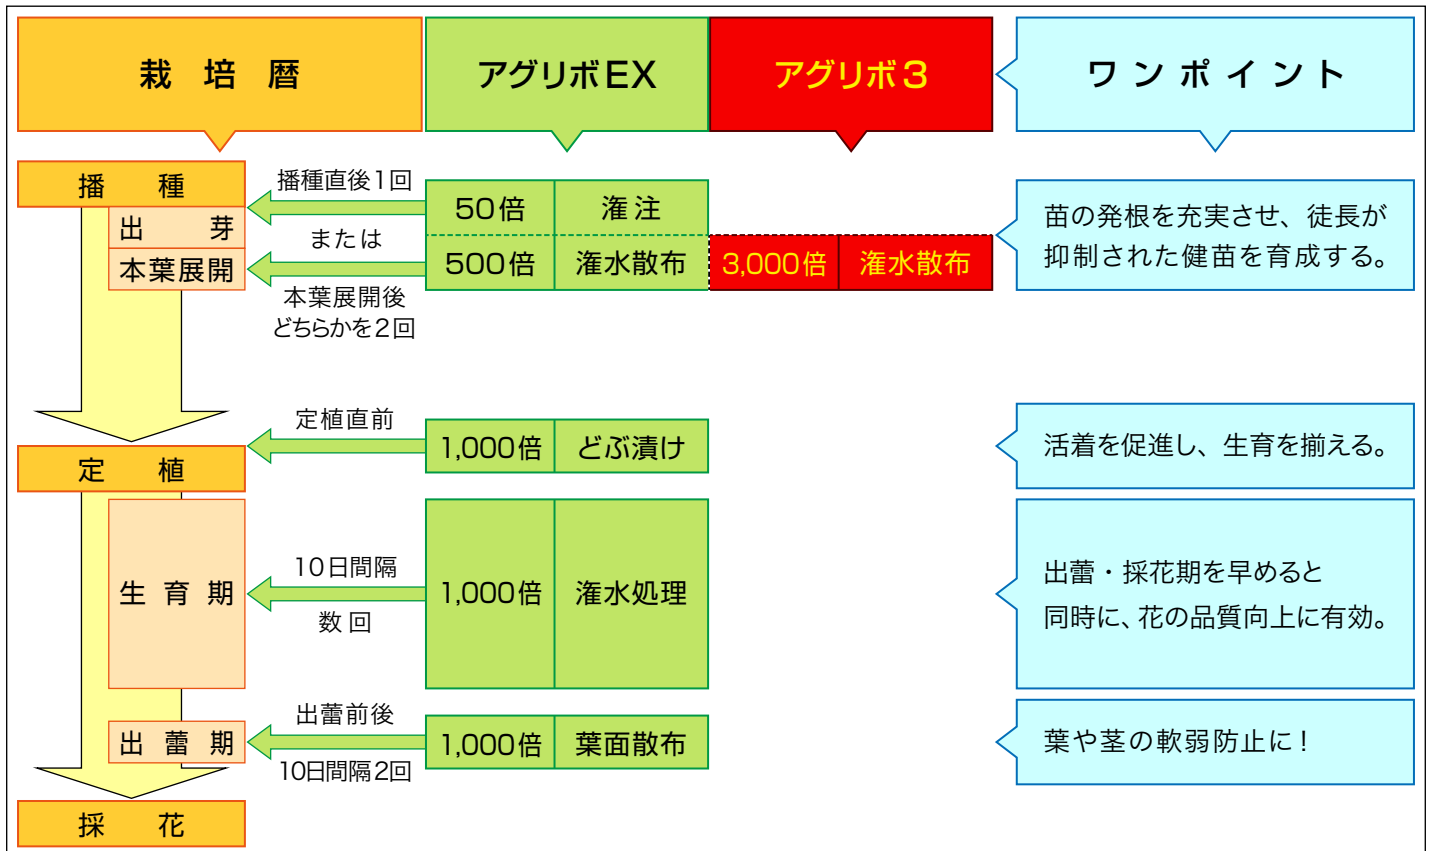 栽培暦
アグリボEX
アグリボ3
ワンポイント
播種
出芽
本葉展開
播種直後1回
または
本葉展開後
どちらかを2回
50倍 潅注
500倍 潅水散布
3,000倍 潅水散布
苗の発根を充実させ、徒長が
抑制された健苗を育成する。
定植直前
定植
1,000倍 どぶ漬け
活着を促進し、生育を揃える。
生育期
10日間隔
数回
1,000倍 潅水処理
出蕾・採花期を早めると
同時に、花の品質向上に有効。
出蕾期
出蕾前後
10日間隔2回
1,000倍 葉面散布
葉や茎の軟弱防止に!
採花